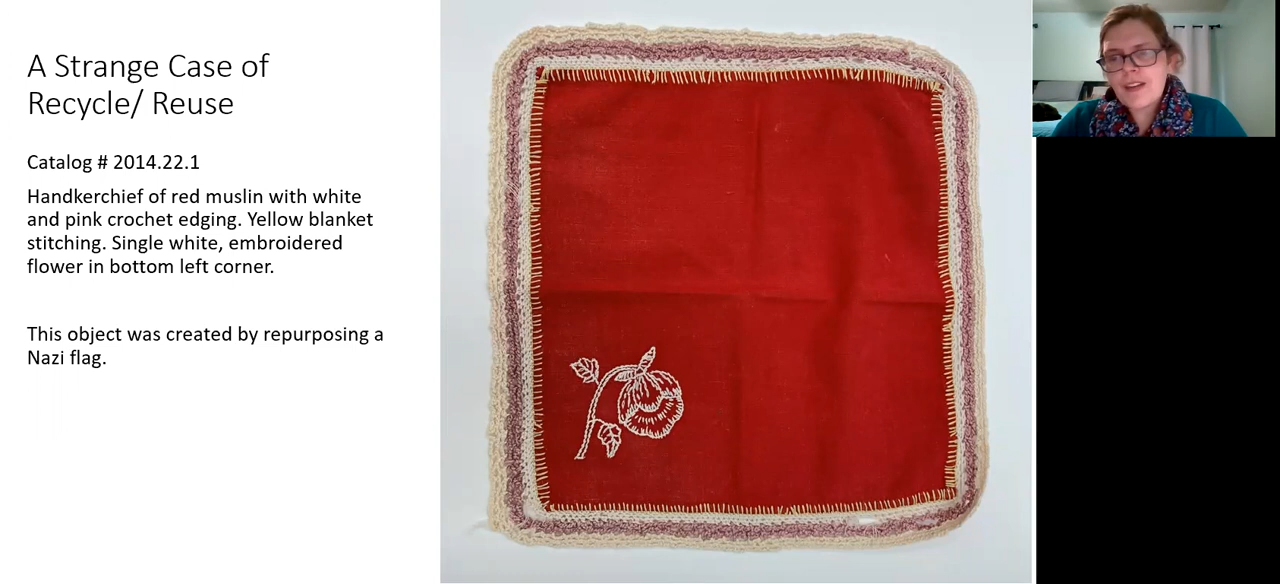 A Strange Case of
Recycle/ Reuse
Catalog # 2014.22.1
Handkerchief of red muslin with white
and pink crochet edging. Yellow blanket
stitching. Single white, embroidered
flower in bottom left corner.
This object was created by repurposing a
Nazi flag.